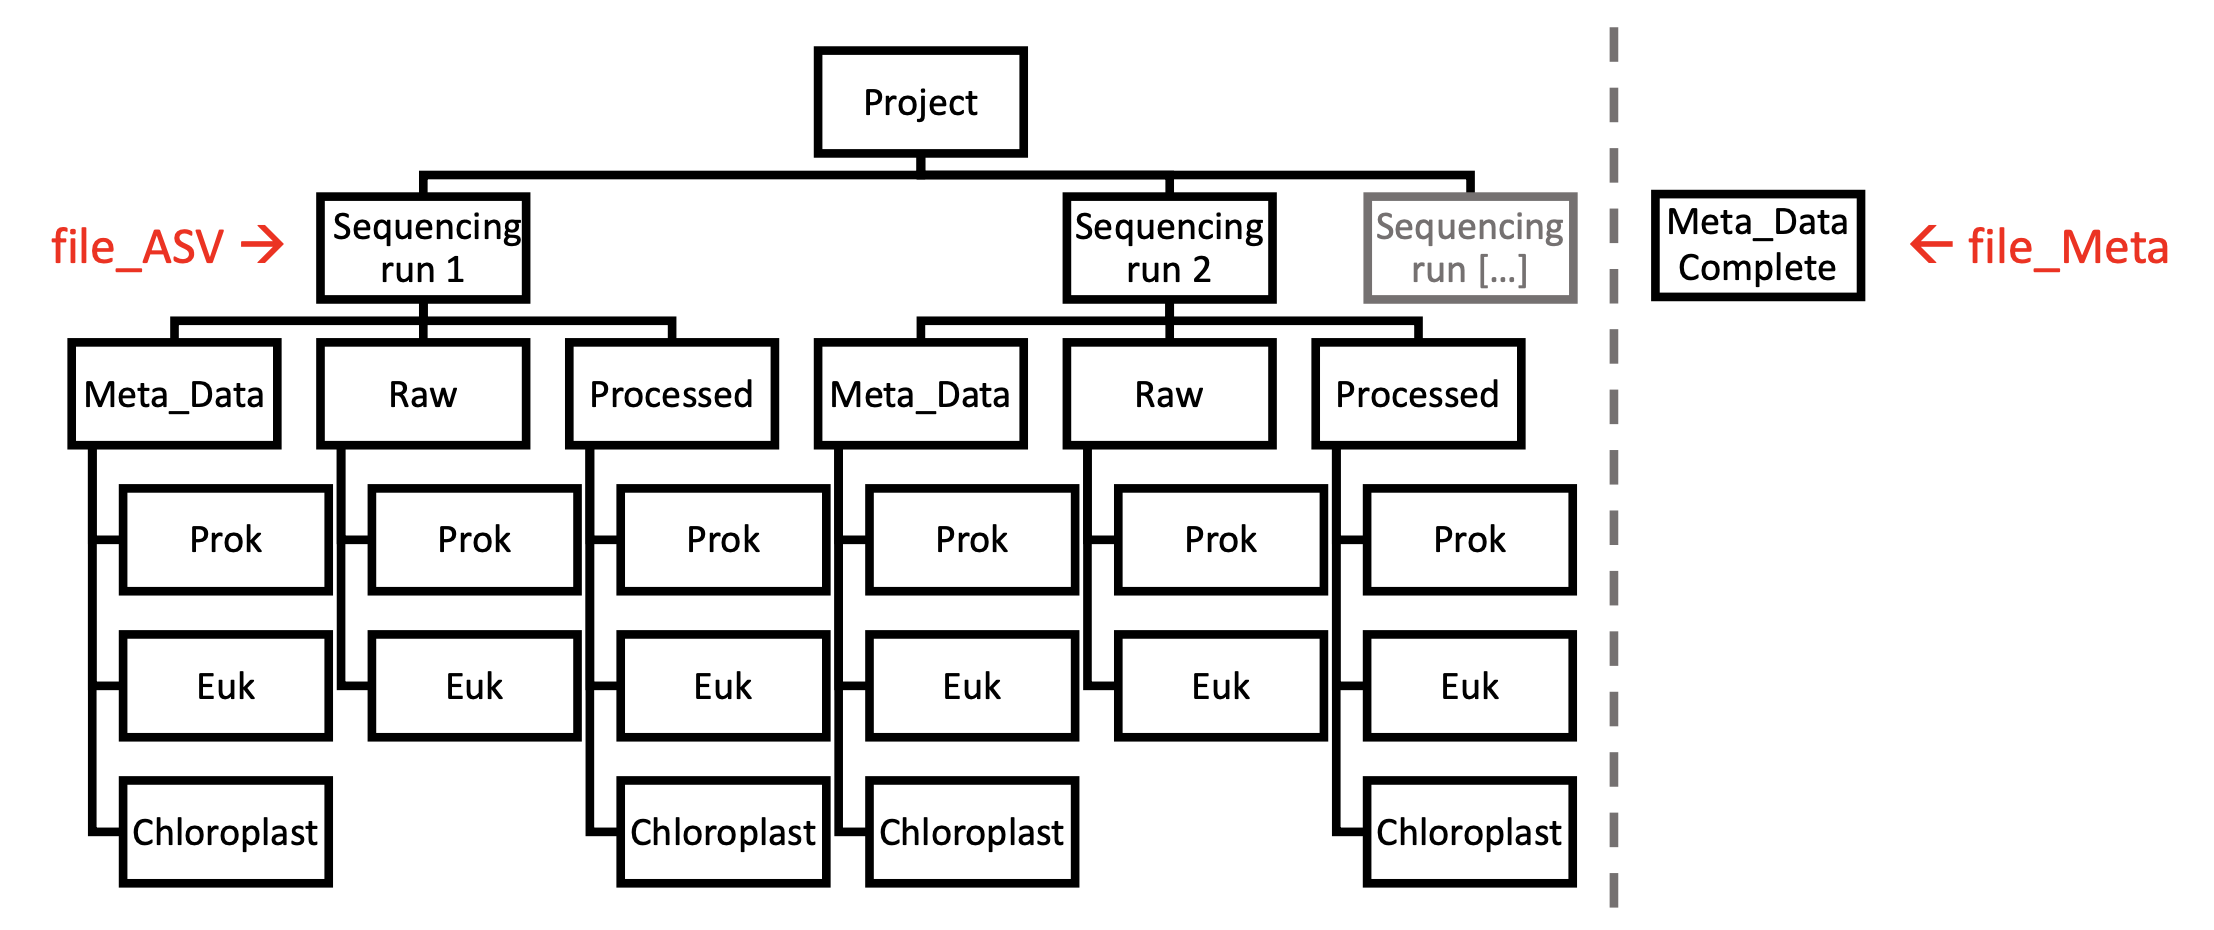 Project
file_ASV →
Sequencing
run 1
Sequencing
run 2
Sequencing
run [...]
Meta_Data
Complete
← file_Meta
Meta_Data
Raw
Processed
Meta_Data
Raw
Processed
Prok
Prok
Prok
Prok
Prok
Prok
Euk
Euk
Euk
Euk
Euk
Euk
Chloroplast
Chloroplast
Chloroplast
Chloroplast